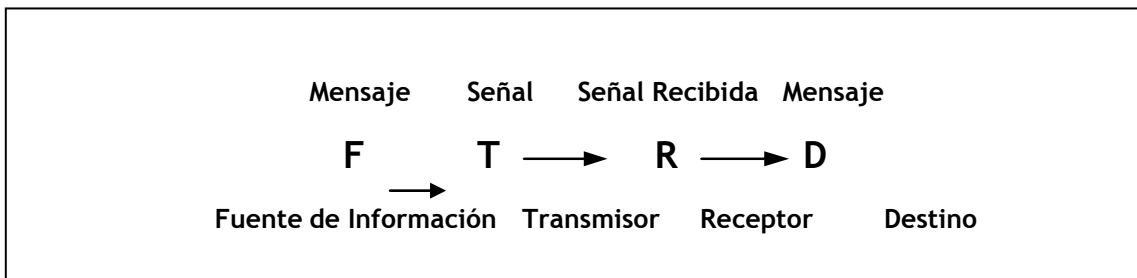 Mensaje Señal Señal Recibida Mensaje
F T R D
Fuente de Información Transmisor Receptor Destino